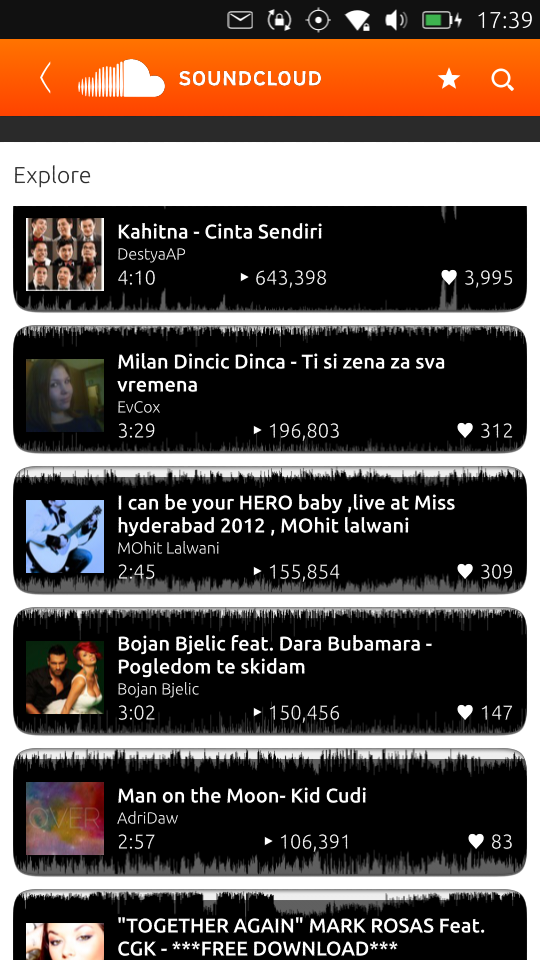 17:39
SOUNDCLOUD
Explore
Kahitna - Cinta Sendiri
DestyaAP
4:10 643,398 3,995
Milan Dincic Dinca - Ti si zena za sva
vremena
EvCox
3:29 196,803 312
I can be your HERO baby ,live at Miss
hyderabad 2012 , MOhit lalwani
MOhit Lalwani
2:45 155,854 309
Bojan Bjelic feat. Dara Bubamara -
Pogledom te skidam
Bojan Bjelic
3:02 150,456 147
OVER
Man on the Moon- Kid Cudi
AdriDaw
2:57 106,391 83
"TOGETHER AGAIN" MARK ROSAS Feat.
CGK - ***FREE DOWNLOAD***